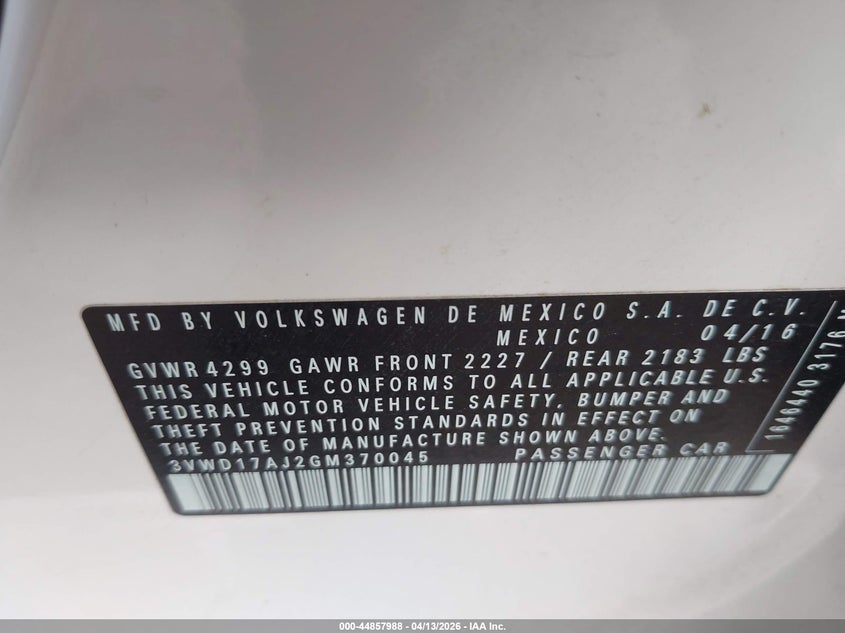 MFD BY VOLKSWAGEN DE MEXICO S.A. DE C.V.
MEXICO 04/16
GVWR 4299 GAWR FRONT 2227 / REAR 2183 LBS
THIS VEHICLE CONFORMS TO ALL APPLICABLE U.S.
FEDERAL MOTOR VEHICLE SAFETY, BUMPER AND
THEFT PREVENTION STANDARDS IN EFFECT ON
THE DATE OF MANUFACTURE SHOWN ABOVE.
3VWD17AJ2GM370045 PASSENGER CAR
1646440 3176
000-44857988 - 04/13/2026 - IAA Inc.